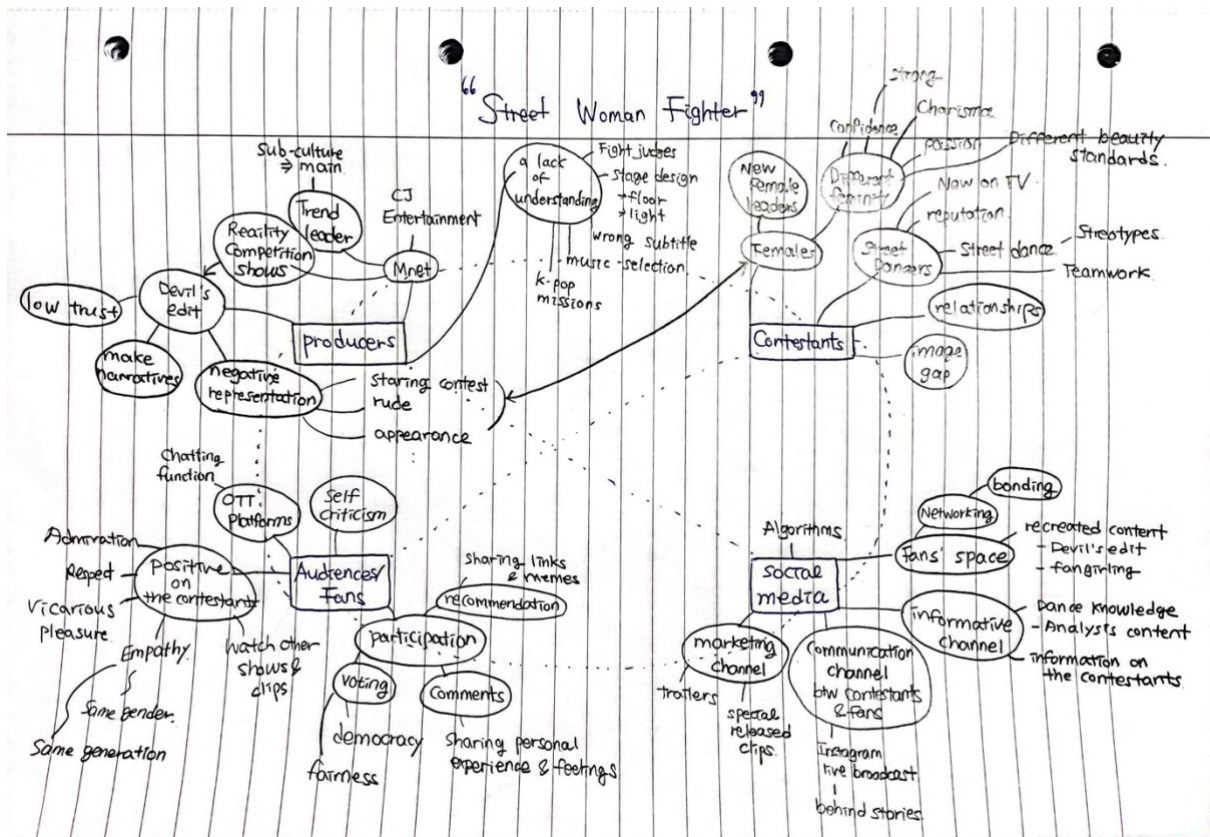 "Street Woman Fighter"
Sub-culture
⇒ main.
Trend
leader
Reaility
Competition
shows
CJ
Entertainment
Mnet
Devil's
edit
low trust
make
narratives
producers
negative
representation
staring contest
rude
appearance
a lack
of
understanding
Fight judges
stage design
→ floor
→ light
wrong subtitle
music selection
k-pop
missions
New
female
leaders
Females
Different
Confidence
Strong
Charisma
passion
Different beauity
standards.
Street
Dancers
Now on TV
reputation
Street dance
Streotypes.
Teamwork
Contestants
relationships
image
gap
Chatting
function
OTT
Platforms
Self
Criticism
Audiences/
Fans
positive
on
the contestants
Admiration
Respect
Vicarious
pleasure
Empathy
Same gender.
Same generation
Watch other
shows &
clips
participation
sharing links
& memes
recommendation
voting
democracy
fairness
Comments
Sharing personal
experience & feelings
Algorithms
social
media
Fans' space
Networking
bonding
recreated content
- Devil's edit
- fangirling
informative
channel
Dance knowledge
- Analysis content
information on
the contestants
marketing
channel
trailers
special
released
clips.
Communication
channel
btw contestants
& fans
Instagram
live broadcast
behind stories.